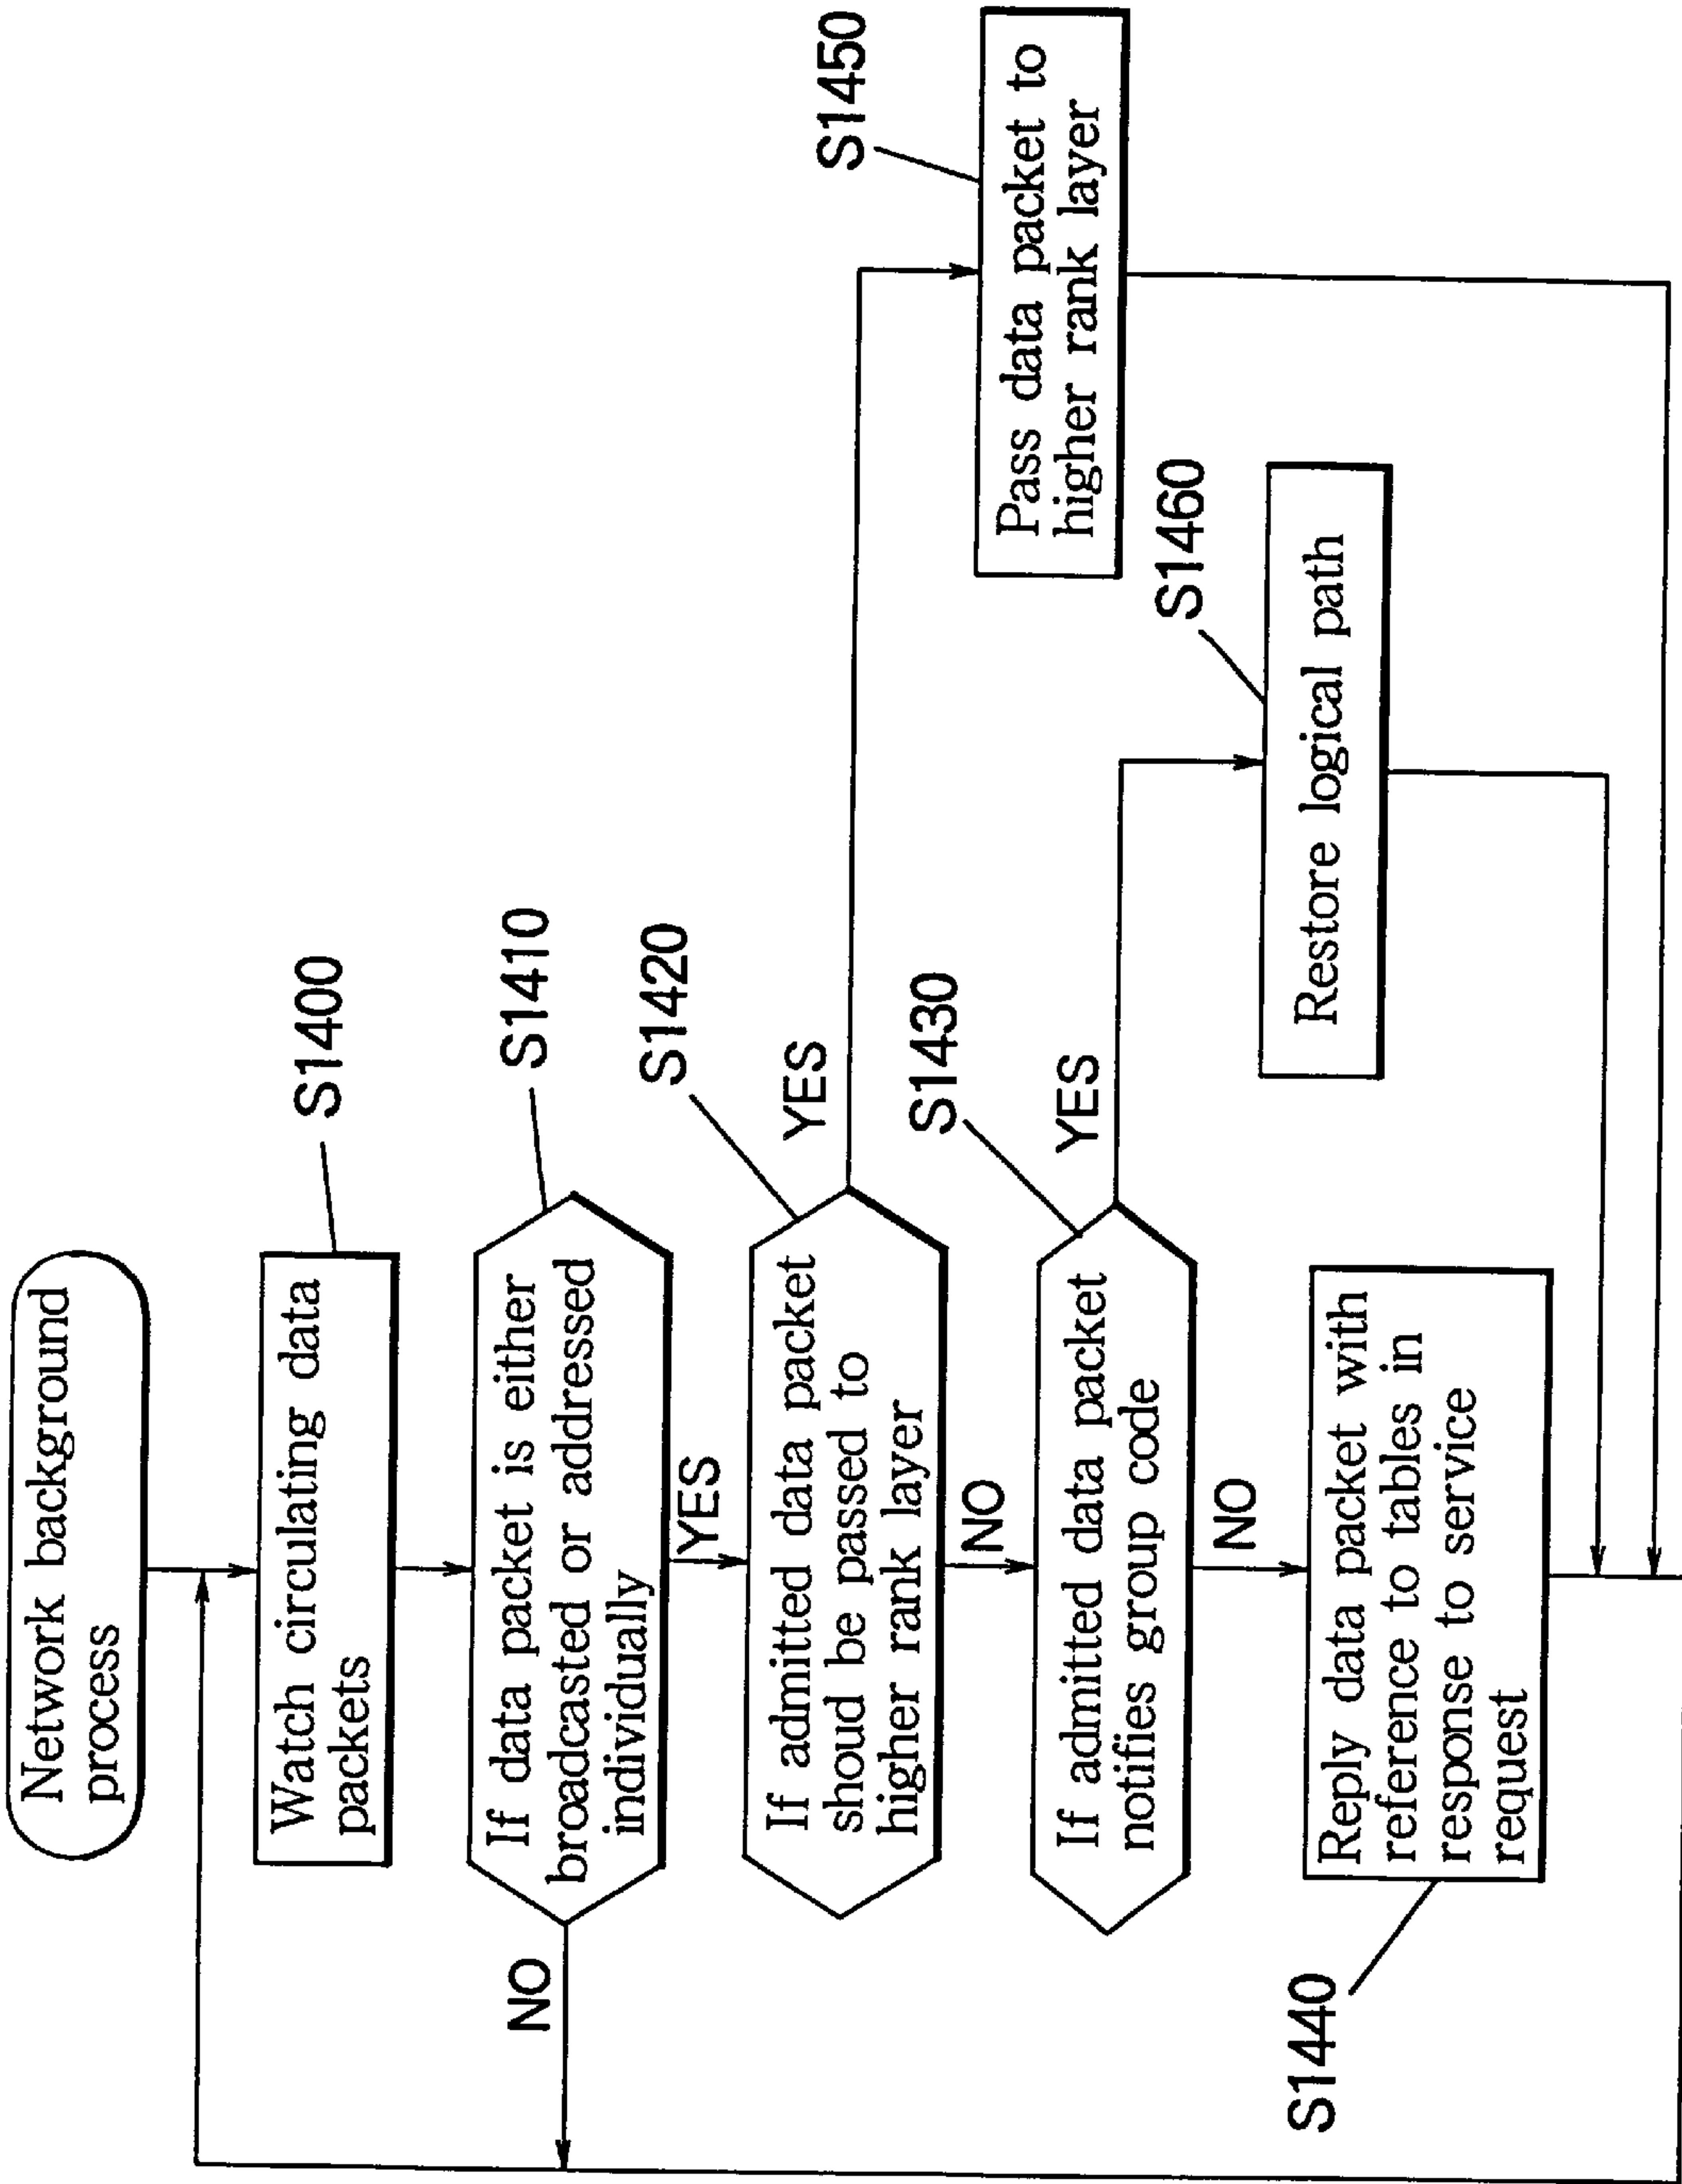 Network background
process
S1400
Watch circulating data
packets
S1410
If data packet is either
broadcasted or addressed
individually
NO
YES
S1420
If admitted data packet
shoud be passed to
higher rank layer
YES
NO
S1450
Pass data packet to
higher rank layer
S1430
If admitted data packet
notifies group code
YES
NO
S1460
Restore logical path
S1440
Reply data packet with
reference to tables in
response to service
request